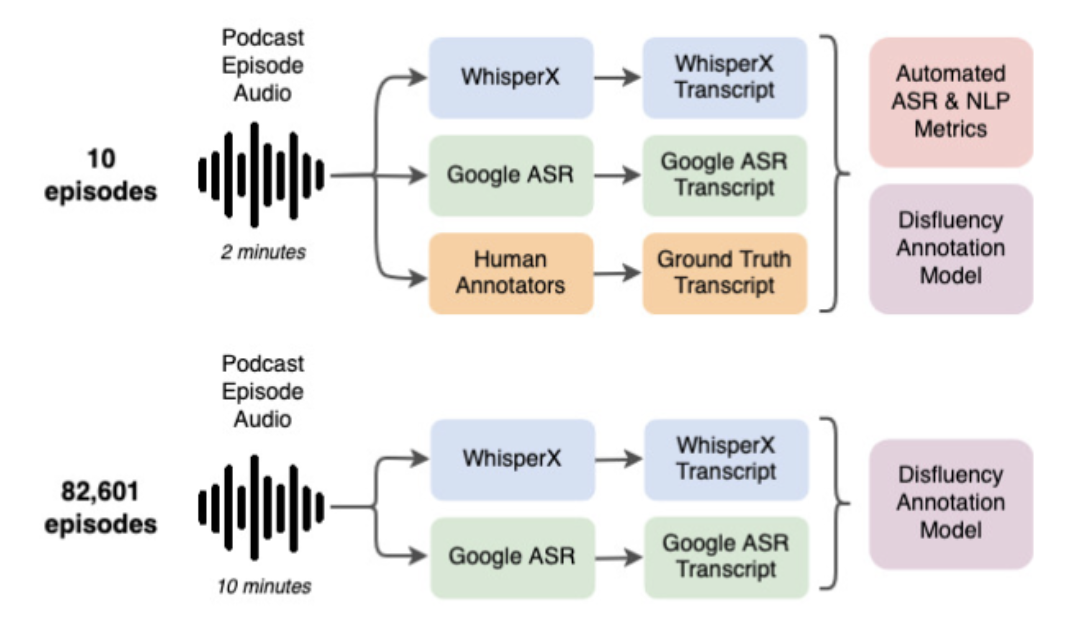 Podcast
Episode
Audio
10
episodes
2 minutes
WhisperX
WhisperX
Transcript
Google ASR
Google ASR
Transcript
Human
Annotators
Ground Truth
Transcript
Automated
ASR & NLP
Metrics
Disfluency
Annotation
Model
Podcast
Episode
Audio
82,601
episodes
10 minutes
WhisperX
WhisperX
Transcript
Google ASR
Google ASR
Transcript
Disfluency
Annotation
Model